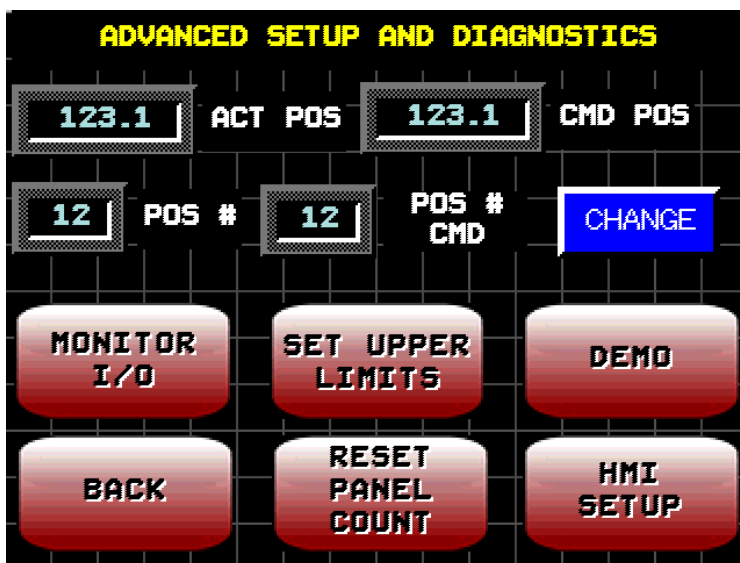 ADVANCED SETUP AND DIAGNOSTICS
123.1 ACT POS 123.1 CMD POS
12 POS # 12 POS # CMD CHANGE
MONITOR I/O
SET UPPER LIMITS
DEMO
BACK
RESET PANEL COUNT
HMI SETUP